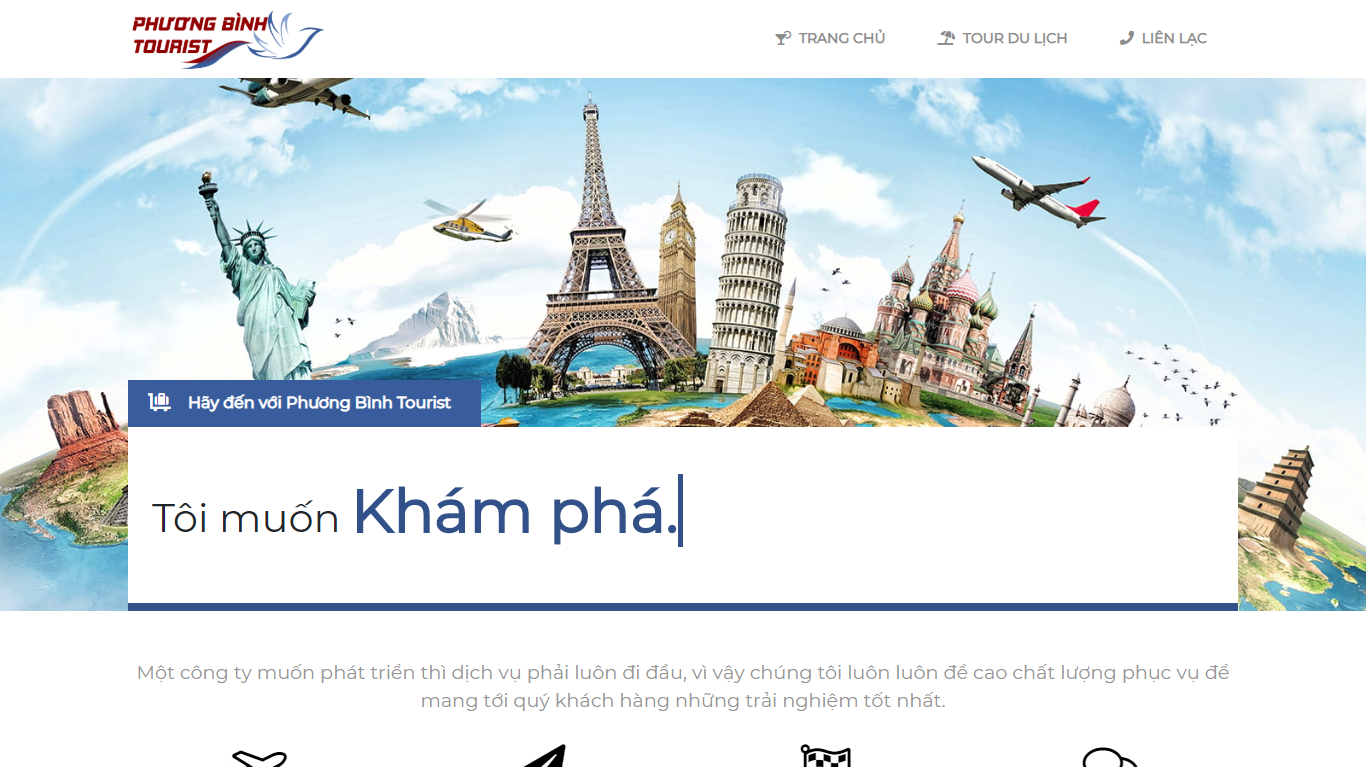 PHƯƠNG BÌNH
TOURIST
TRANG CHỦ
TOUR DU LỊCH
LIÊN LẠC
Hãy đến với Phương Bình Tourist
Tôi muốn Khám phá.
Một công ty muốn phát triển thì dịch vụ phải luôn đi đầu, vì vậy chúng tôi luôn luôn đề cao chất lượng phục vụ để
mang tới quý khách hàng những trải nghiệm tốt nhất.